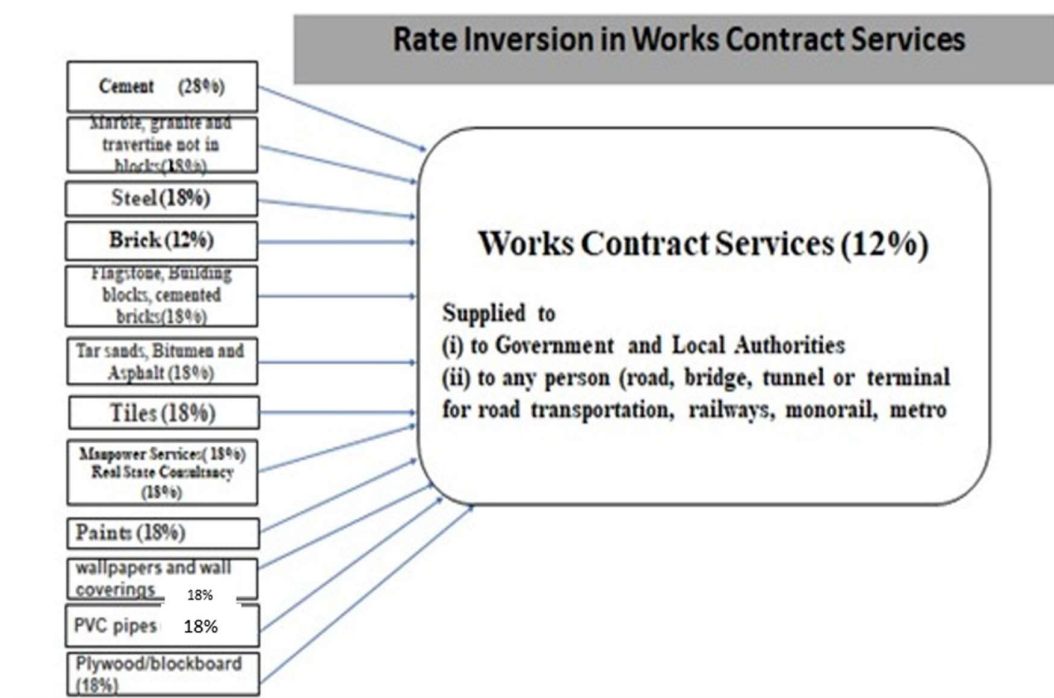 Rate Inversion in Works Contract Services
Cement (28%)
Marble, granite and
travertine not in
blocks(18%)
Steel(18%)
Brick (12%)
Flagstone, Building
blocks, cemented
bricks(18%)
Tar sands, Bitumen and
Asphalt (18%)
Tiles (18%)
Manpower Services( 18%)
Real State Consultancy
(18%)
Paints (18%)
wallpapers and wall
coverings 18%
PVC pipes 18%
Plywood/blockboard
(18%)
Works Contract Services (12%)
Supplied to
(i) to Government and Local Authorities
(ii) to any person (road, bridge, tunnel or terminal
for road transportation, railways, monorail, metro